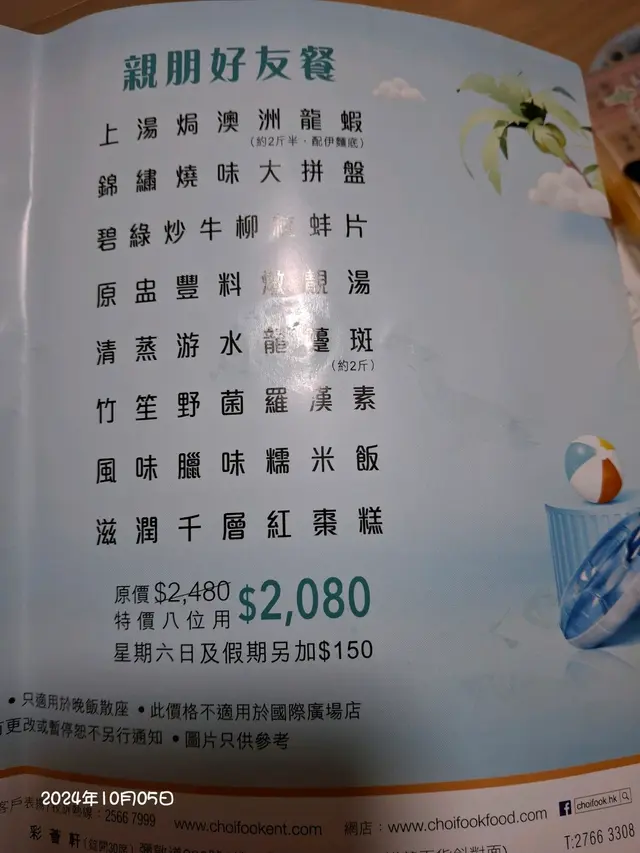 親朋好友餐
上湯焗澳洲龍蝦
(約2斤半．配伊麵底)
錦繡燒味大拼盤
碧綠炒牛柳蚌片
原盅豐料燉靚湯
清蒸游水龍躉斑
(約2斤)
竹笙野菌羅漢素
風味臘味糯米飯
滋潤千層紅棗糕
原價$2,480
特價八位用 $2,080
星期六日及假期另加$150
• 只適用於晚飯散座 • 此價格不適用於國際廣場店
更改或暫停恕不另行通知 • 圖片只供參考
2024年10月05日
客戶表 熱線：2566 7999 www.choifookent.com 網店：www.choifookfood.com choifook.hk
彩薈軒 T:2766 3308